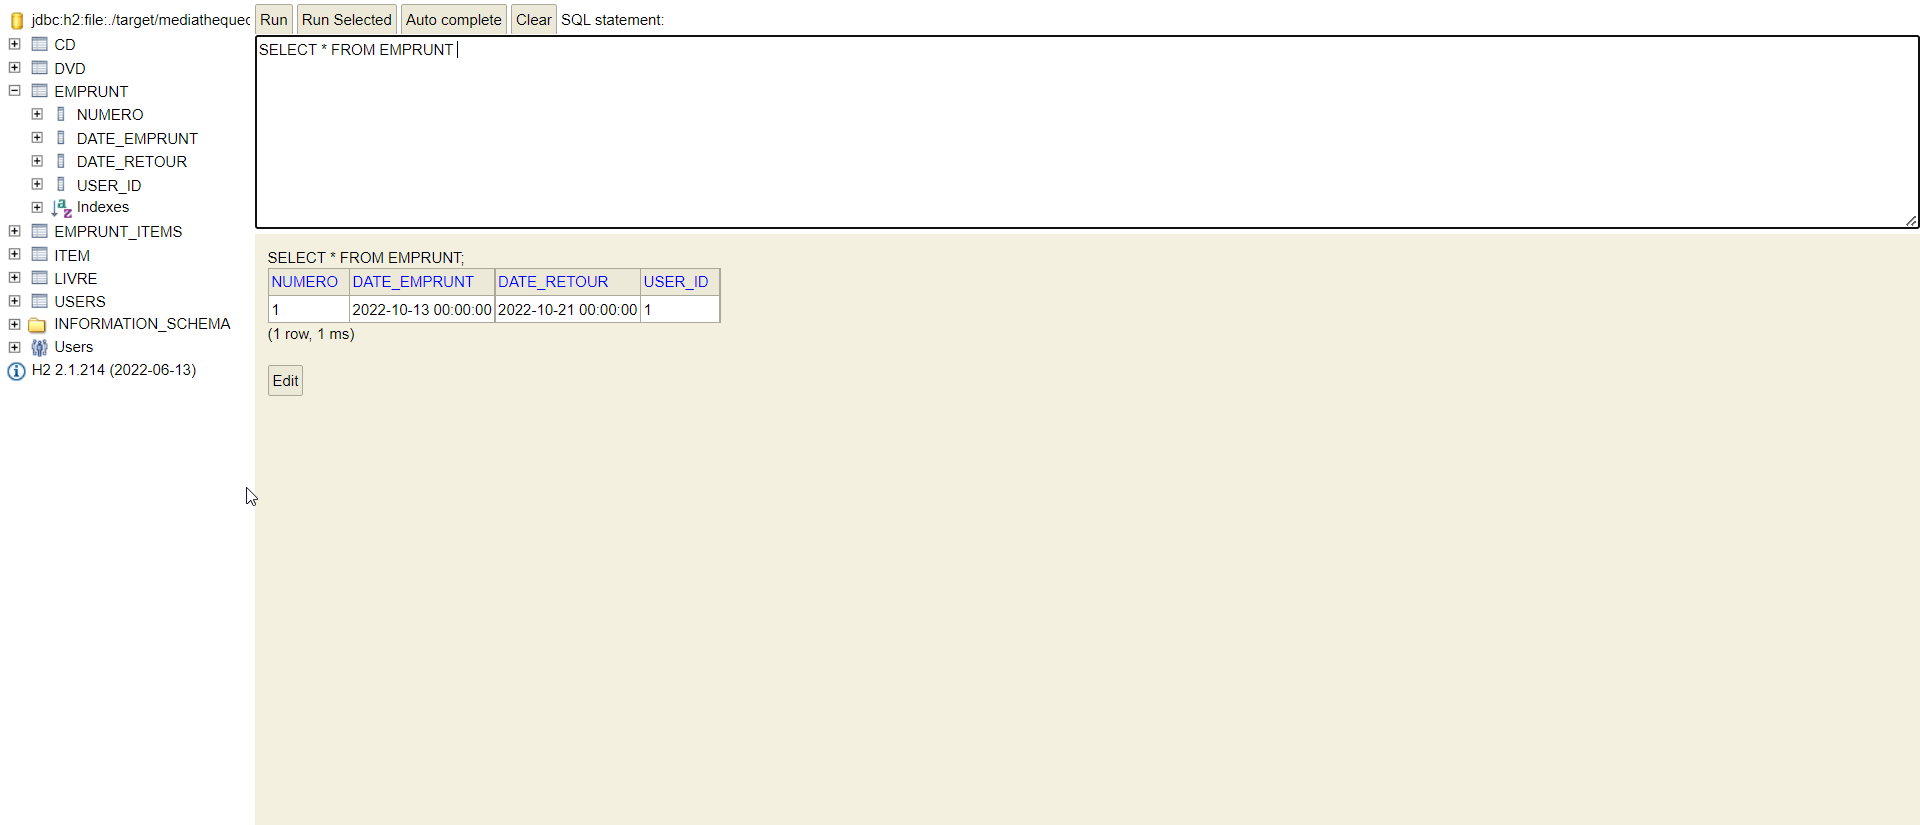 jdbc:h2:file:./target/mediathequec
CD
DVD
EMPRUNT
NUMERO
DATE_EMPRUNT
DATE_RETOUR
USER_ID
Indexes
EMPRUNT_ITEMS
ITEM
LIVRE
USERS
INFORMATION_SCHEMA
Users
H2 2.1.214 (2022-06-13)
Run Run Selected Auto complete Clear SQL statement:
SELECT * FROM EMPRUNT
SELECT * FROM EMPRUNT;
NUMERO DATE_EMPRUNT DATE_RETOUR USER_ID
1 2022-10-13 00:00:00 2022-10-21 00:00:00 1
(1 row, 1 ms)
Edit